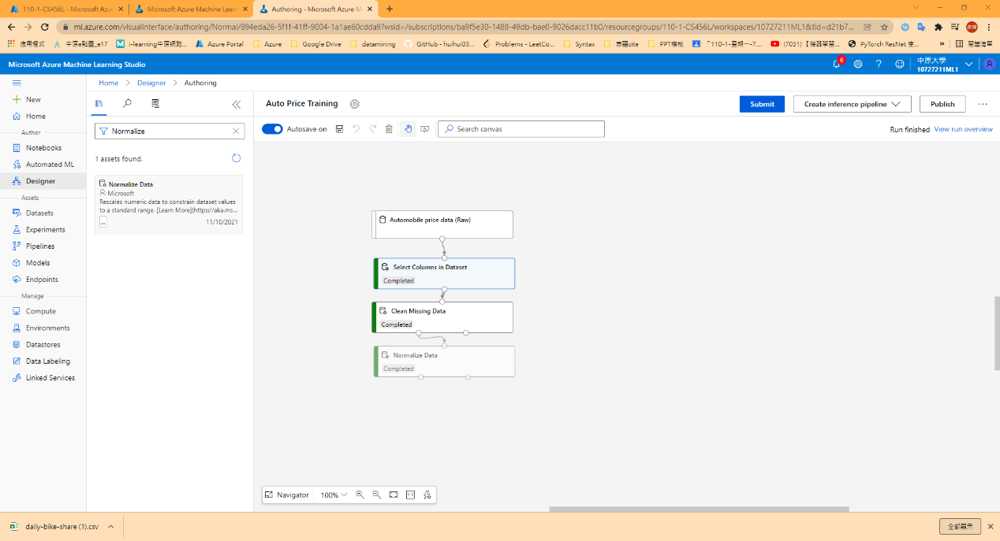 110-1-CS456L - Microsoft Azu
Microsoft Azure Machine Learn
Authoring - Microsoft Azure M
ml.azure.com/visualinterface/authoring/Normal/894eda26-5f1f-41ff-9004-1a1ae60cdda9?wsid=/subscriptions/ba9f5e30-1488-49db-bae0-9026dacc11b0/resourcegroups/110-1-CS456L/workspaces/10727211ML1&tid=d21b7...
應用程式
中原e點靈_e17
i-learning中原網路...
Azure Portal
Azure
Google Drive
datamining
GitHub - huihui03...
Problems - LeetCo...
Syntax
專題cite
PPT模板
「110-1-星期一-7....
(7051)【機器學習...
PyTorch ResNet 使...
»
閱讀清單
Microsoft Azure Machine Learning Studio
6
中原大學
10727211ML1
New
Home
Author
Notebooks
Automated ML
Designer
Assets
Datasets
Experiments
Pipelines
Models
Endpoints
Manage
Compute
Environments
Datastores
Data Labeling
Linked Services
Home > Designer > Authoring
Normalize
1 assets found.
Normalize Data
Microsoft
Rescales numeric data to constrain dataset values
to a standard range. [Learn More](https://aka.ms...
...
11/10/2021
Auto Price Training
Submit
Create inference pipeline
Publish
...
Autosave on
Search canvas
Run finished View run overview
Automobile price data (Raw)
Select Columns in Dataset
Completed
Clean Missing Data
Completed
Normalize Data
Completed
Navigator
100%
1:1
daily-bike-share (1).csv
全部顯示